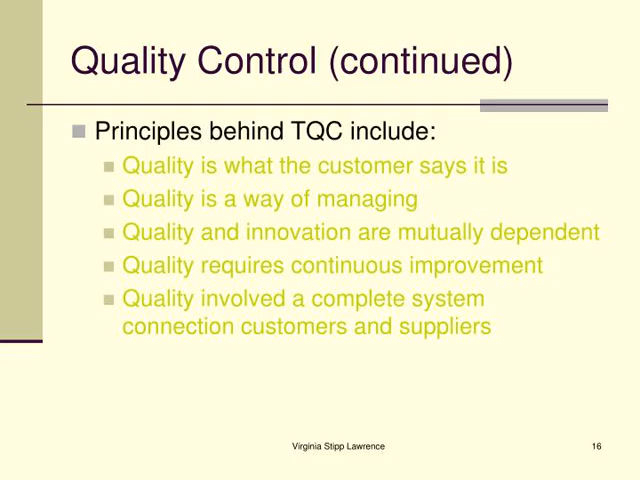 Quality Control (continued)
Principles behind TQC include:
Quality is what the customer says it is
Quality is a way of managing
Quality and innovation are mutually dependent
Quality requires continuous improvement
Quality involved a complete system
connection customers and suppliers
Virginia Stipp Lawrence
16